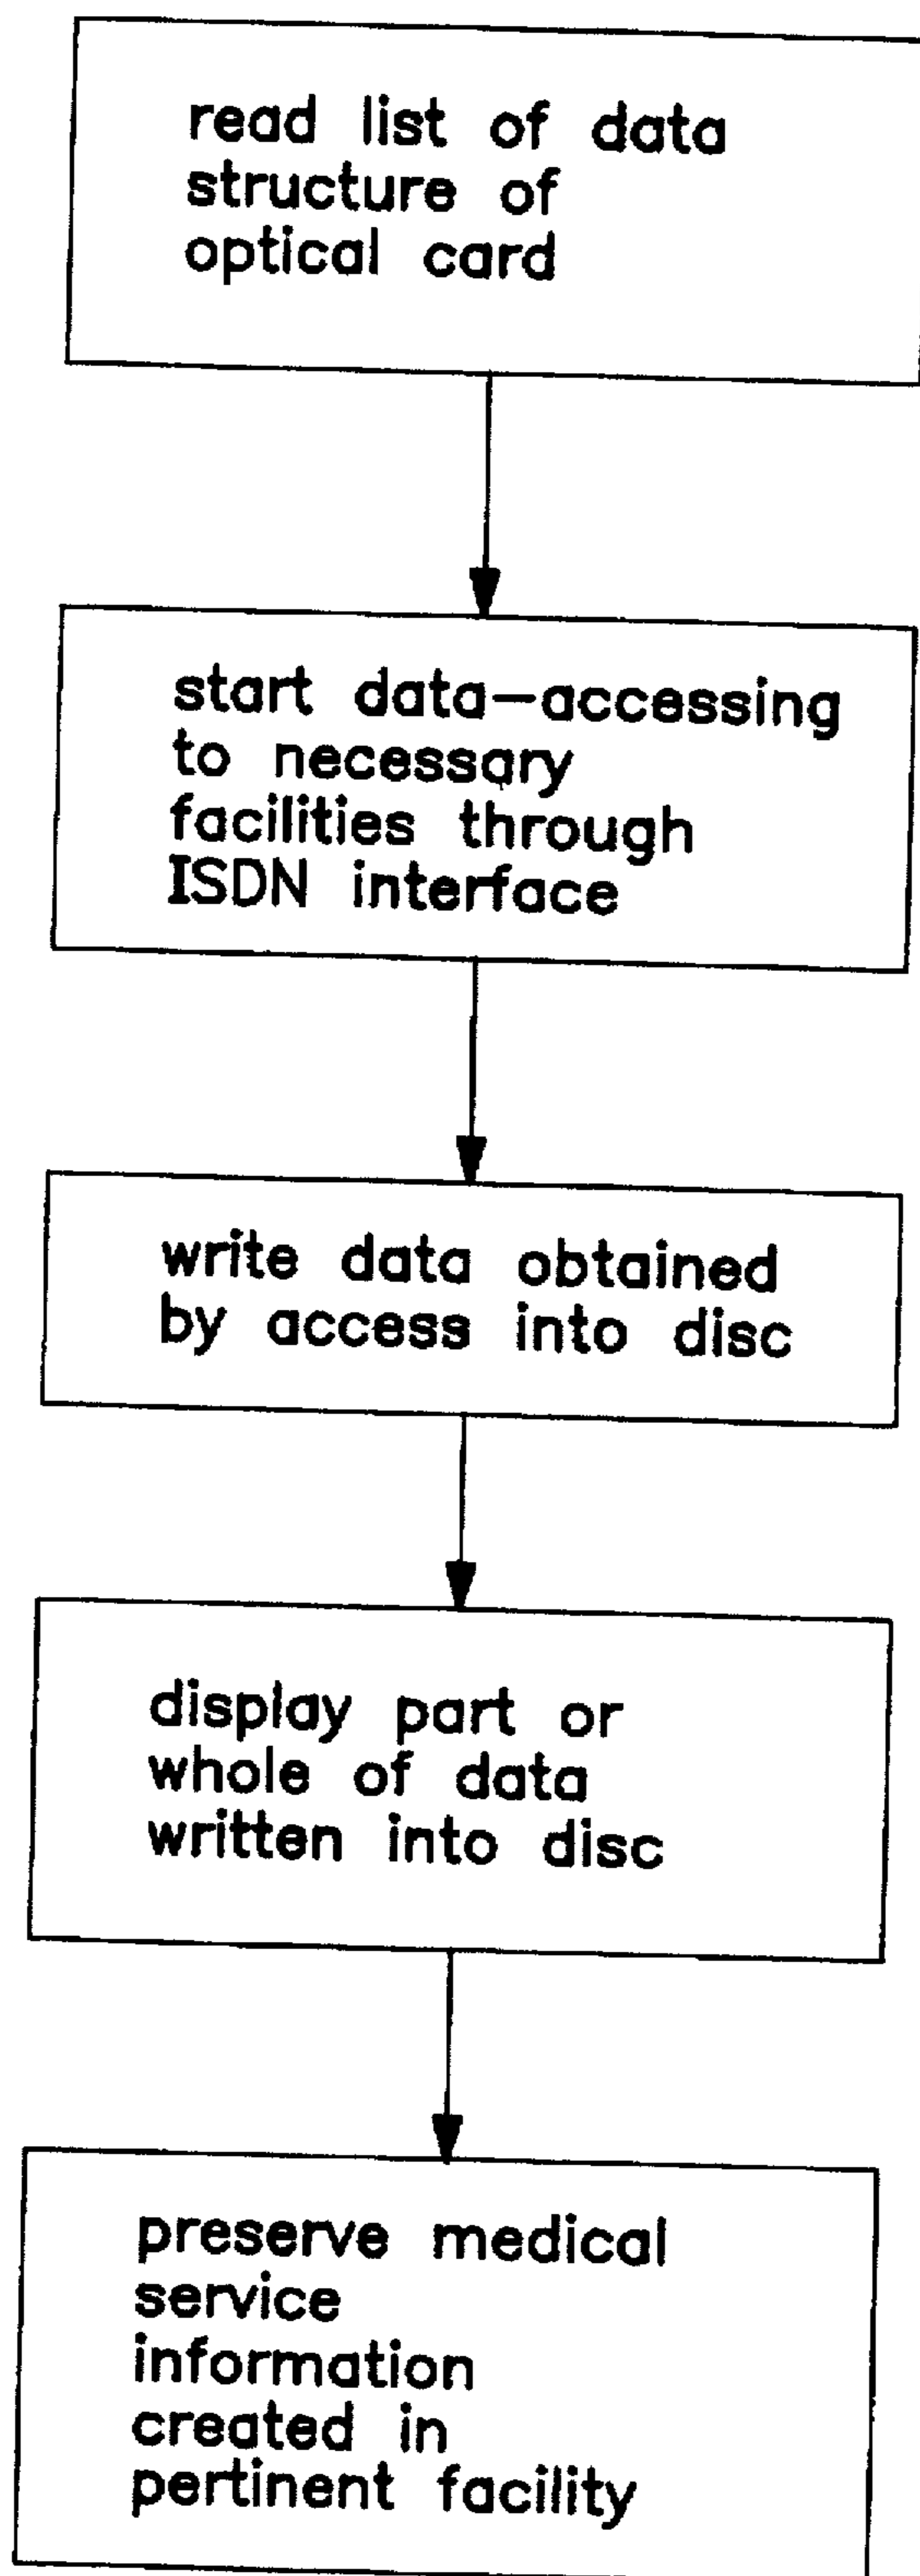 read list of data
structure of
optical card
start data-accessing
to necessary
facilities through
ISDN interface
write data obtained
by access into disc
display part or
whole of data
written into disc
preserve medical
service
information
created in
pertinent facility